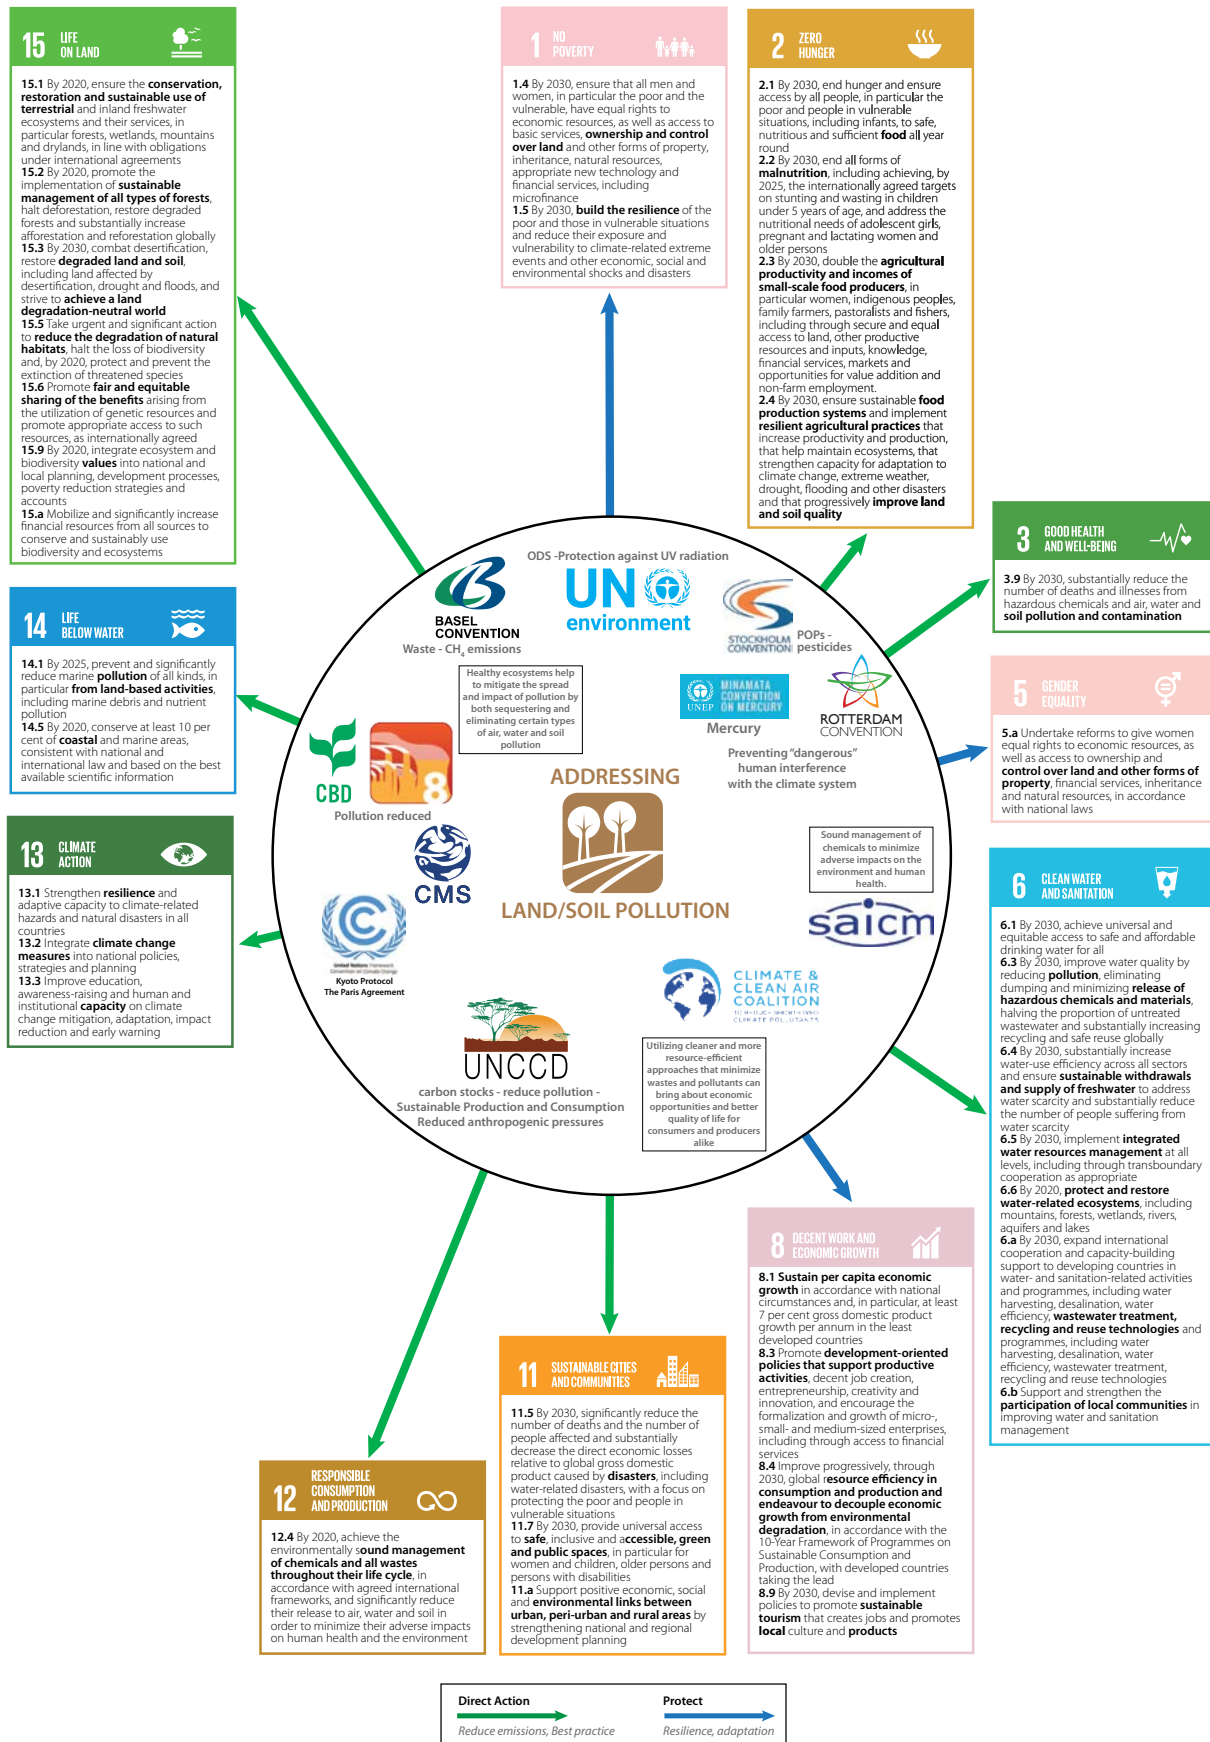 15 LIFE
ON LAND
15.1 By 2020, ensure the conservation,
restoration and sustainable use of
terrestrial and inland freshwater
ecosystems and their services, in
particular forests, wetlands, mountains
and drylands, in line with obligations
under international agreements
15.2 By 2020, promote the
implementation of sustainable
management of all types of forests,
halt deforestation, restore degraded
forests and substantially increase
afforestation and reforestation globally
15.3 By 2030, combat desertification,
restore degraded land and soil,
including land affected by
desertification, drought and floods, and
strive to achieve a land
degradation-neutral world
15.5 Take urgent and significant action
to reduce the degradation of natural
habitats, halt the loss of biodiversity
and, by 2020, protect and prevent the
extinction of threatened species
15.6 Promote fair and equitable
sharing of the benefits arising from
the utilization of genetic resources and
promote appropriate access to such
resources, as internationally agreed
15.9 By 2020, integrate ecosystem and
biodiversity values into national and
local planning, development processes,
poverty reduction strategies and
accounts
15.a Mobilize and significantly increase
financial resources from all sources to
conserve and sustainably use
biodiversity and ecosystems
1 NO
POVERTY
1.4 By 2030, ensure that all men and
women, in particular the poor and the
vulnerable, have equal rights to
economic resources, as well as access to
basic services, ownership and control
over land and other forms of property,
inheritance, natural resources,
appropriate new technology and
financial services, including
microfinance
1.5 By 2030, build the resilience of the
poor and those in vulnerable situations
and reduce their exposure and
vulnerability to climate-related extreme
events and other economic, social and
environmental shocks and disasters
2 ZERO
HUNGER
2.1 By 2030, end hunger and ensure
access by all people, in particular the
poor and people in vulnerable
situations, including infants, to safe,
nutritious and sufficient food all year
round
2.2 By 2030, end all forms of
malnutrition, including achieving, by
2025, the internationally agreed targets
on stunting and wasting in children
under 5 years of age, and address the
nutritional needs of adolescent girls,
pregnant and lactating women and
older persons
2.3 By 2030, double the agricultural
productivity and incomes of
small-scale food producers, in
particular women, indigenous peoples,
family farmers, pastoralists and fishers,
including through secure and equal
access to land, other productive
resources and inputs, knowledge,
financial services, markets and
opportunities for value addition and
non-farm employment.
2.4 By 2030, ensure sustainable food
production systems and implement
resilient agricultural practices that
increase productivity and production,
that help maintain ecosystems, that
strengthen capacity for adaptation to
climate change, extreme weather,
drought, flooding and other disasters
and that progressively improve land
and soil quality
3 GOOD HEALTH
AND WELL-BEING
3.9 By 2030, substantially reduce the
number of deaths and illnesses from
hazardous chemicals and air, water and
soil pollution and contamination
14 LIFE
BELOW WATER
14.1 By 2025, prevent and significantly
reduce marine pollution of all kinds, in
particular from land-based activities,
including marine debris and nutrient
pollution
14.5 By 2020, conserve at least 10 per
cent of coastal and marine areas,
consistent with national and
international law and based on the best
available scientific information
5 GENDER
EQUALITY
5.a Undertake reforms to give women
equal rights to economic resources, as
well as access to ownership and
control over land and other forms of
property, financial services, inheritance
and natural resources, in accordance
with national laws
13 CLIMATE
ACTION
13.1 Strengthen resilience and
adaptive capacity to climate-related
hazards and natural disasters in all
countries
13.2 Integrate climate change
measures into national policies,
strategies and planning
13.3 Improve education,
awareness-raising and human and
institutional capacity on climate
change mitigation, adaptation, impact
reduction and early warning
ODS -Protection against UV radiation
UN
environment
BASEL
CONVENTION
Waste - CH4 emissions
STOCKHOLM
CONVENTION
POPs -
pesticides
Healthy ecosystems help
to mitigate the spread
and impact of pollution by
both sequestering and
eliminating certain types
of air, water and soil
pollution
UNEP
MINAMATA
CONVENTION
ON MERCURY
Mercury
ROTTERDAM
CONVENTION
Preventing "dangerous"
human interference
with the climate system
CBD
8
Pollution reduced
ADDRESSING
LAND/SOIL POLLUTION
CMS
Sound management of
chemicals to minimize
adverse impacts on the
environment and human
health.
saicm
United Nations Framework
Convention on Climate Change
Kyoto Protocol
The Paris Agreement
CLIMATE &
CLEAN AIR
COALITION
TO REDUCE SHORT-LIVED
CLIMATE POLLUTANTS
UNCCD
carbon stocks - reduce pollution -
Sustainable Production and Consumption
Reduced anthropogenic pressures
Utilizing cleaner and more
resource-efficient
approaches that minimize
wastes and pollutants can
bring about economic
opportunities and better
quality of life for
consumers and producers
alike
6 CLEAN WATER
AND SANITATION
6.1 By 2030, achieve universal and
equitable access to safe and affordable
drinking water for all
6.3 By 2030, improve water quality by
reducing pollution, eliminating
dumping and minimizing release of
hazardous chemicals and materials,
halving the proportion of untreated
wastewater and substantially increasing
recycling and safe reuse globally
6.4 By 2030, substantially increase
water-use efficiency across all sectors
and ensure sustainable withdrawals
and supply of freshwater to address
water scarcity and substantially reduce
the number of people suffering from
water scarcity
6.5 By 2030, implement integrated
water resources management at all
levels, including through transboundary
cooperation as appropriate
6.6 By 2020, protect and restore
water-related ecosystems, including
mountains, forests, wetlands, rivers,
aquifers and lakes
6.a By 2030, expand international
cooperation and capacity-building
support to developing countries in
water- and sanitation-related activities
and programmes, including water
harvesting, desalination, water
efficiency, wastewater treatment,
recycling and reuse technologies and
programmes, including water
harvesting, desalination, water
efficiency, wastewater treatment,
recycling and reuse technologies
6.b Support and strengthen the
participation of local communities in
improving water and sanitation
management
8 DECENT WORK AND
ECONOMIC GROWTH
8.1 Sustain per capita economic
growth in accordance with national
circumstances and, in particular, at least
7 per cent gross domestic product
growth per annum in the least
developed countries
8.3 Promote development-oriented
policies that support productive
activities, decent job creation,
entrepreneurship, creativity and
innovation, and encourage the
formalization and growth of micro-,
small- and medium-sized enterprises,
including through access to financial
services
8.4 Improve progressively, through
2030, global resource efficiency in
consumption and production and
endeavour to decouple economic
growth from environmental
degradation, in accordance with the
10-Year Framework of Programmes on
Sustainable Consumption and
Production, with developed countries
taking the lead
8.9 By 2030, devise and implement
policies to promote sustainable
tourism that creates jobs and promotes
local culture and products
11 SUSTAINABLE CITIES
AND COMMUNITIES
11.5 By 2030, significantly reduce the
number of deaths and the number of
people affected and substantially
decrease the direct economic losses
relative to global gross domestic
product caused by disasters, including
water-related disasters, with a focus on
protecting the poor and people in
vulnerable situations
11.7 By 2030, provide universal access
to safe, inclusive and accessible, green
and public spaces, in particular for
women and children, older persons and
persons with disabilities
11.a Support positive economic, social
and environmental links between
urban, peri-urban and rural areas by
strengthening national and regional
development planning
12 RESPONSIBLE
CONSUMPTION
AND PRODUCTION
12.4 By 2020, achieve the
environmentally sound management
of chemicals and all wastes
throughout their life cycle, in
accordance with agreed international
frameworks, and significantly reduce
their release to air, water and soil in
order to minimize their adverse impacts
on human health and the environment
Direct Action
Reduce emissions, Best practice
Protect
Resilience, adaptation